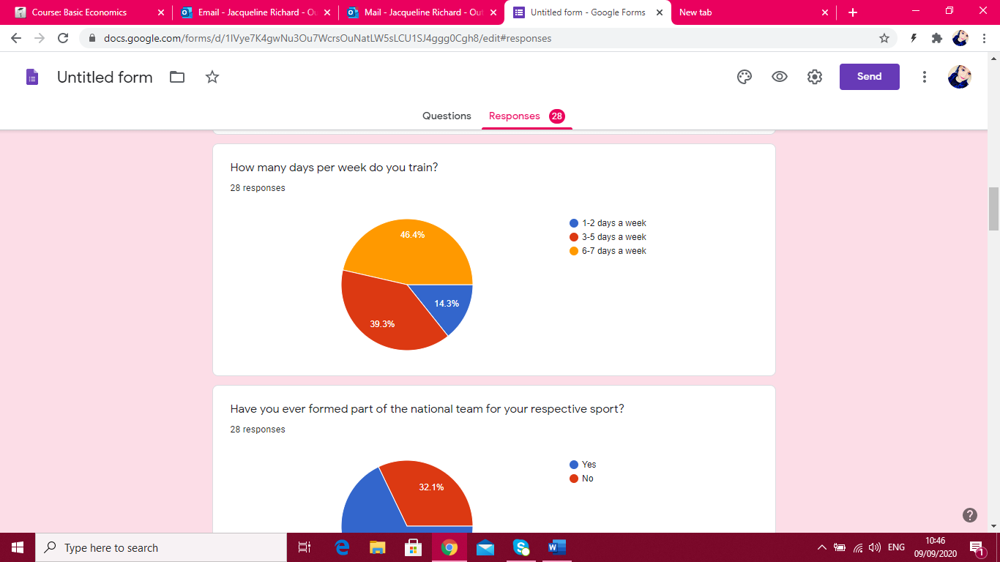 Course: Basic Economics
Email - Jacqueline Richard - Ou
Mail - Jacqueline Richard - Out
Untitled form - Google Forms
New tab
docs.google.com/forms/d/1IVye7K4gwNu3Ou7WcrsOuNatLW5sLCU1SJ4ggg0Cgh8/edit#responses
Untitled form
Send
Questions
Responses 28
How many days per week do you train?
28 responses
46.4%
14.3%
39.3%
1-2 days a week
3-5 days a week
6-7 days a week
Have you ever formed part of the national team for your respective sport?
28 responses
32.1%
Yes
No
Type here to search
ENG
10:46
09/09/2020
1